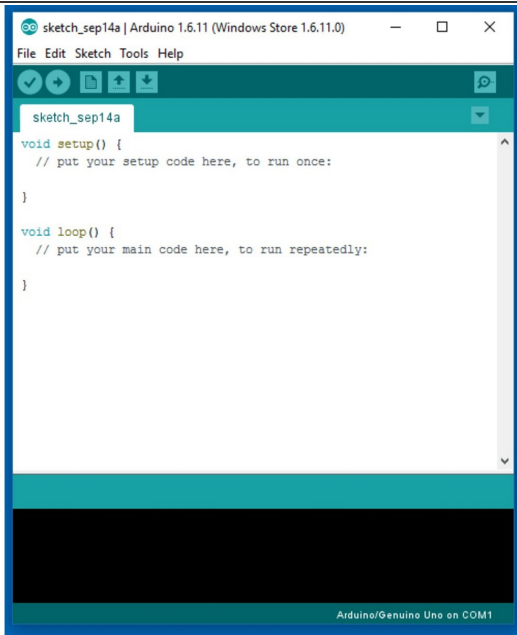 sketch_sep14a | Arduino 1.6.11 (Windows Store 1.6.11.0)
File Edit Sketch Tools Help
sketch_sep14a
void setup() {
// put your setup code here, to run once:
}
void loop() {
// put your main code here, to run repeatedly:
}
Arduino/Genuino Uno on COM1